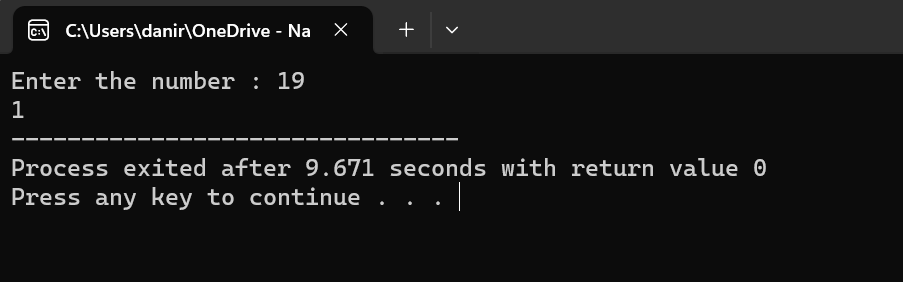 C:\Users\danir\OneDrive - Na
Enter the number : 19
1
--------------------------------
Process exited after 9.671 seconds with return value 0
Press any key to continue . . .